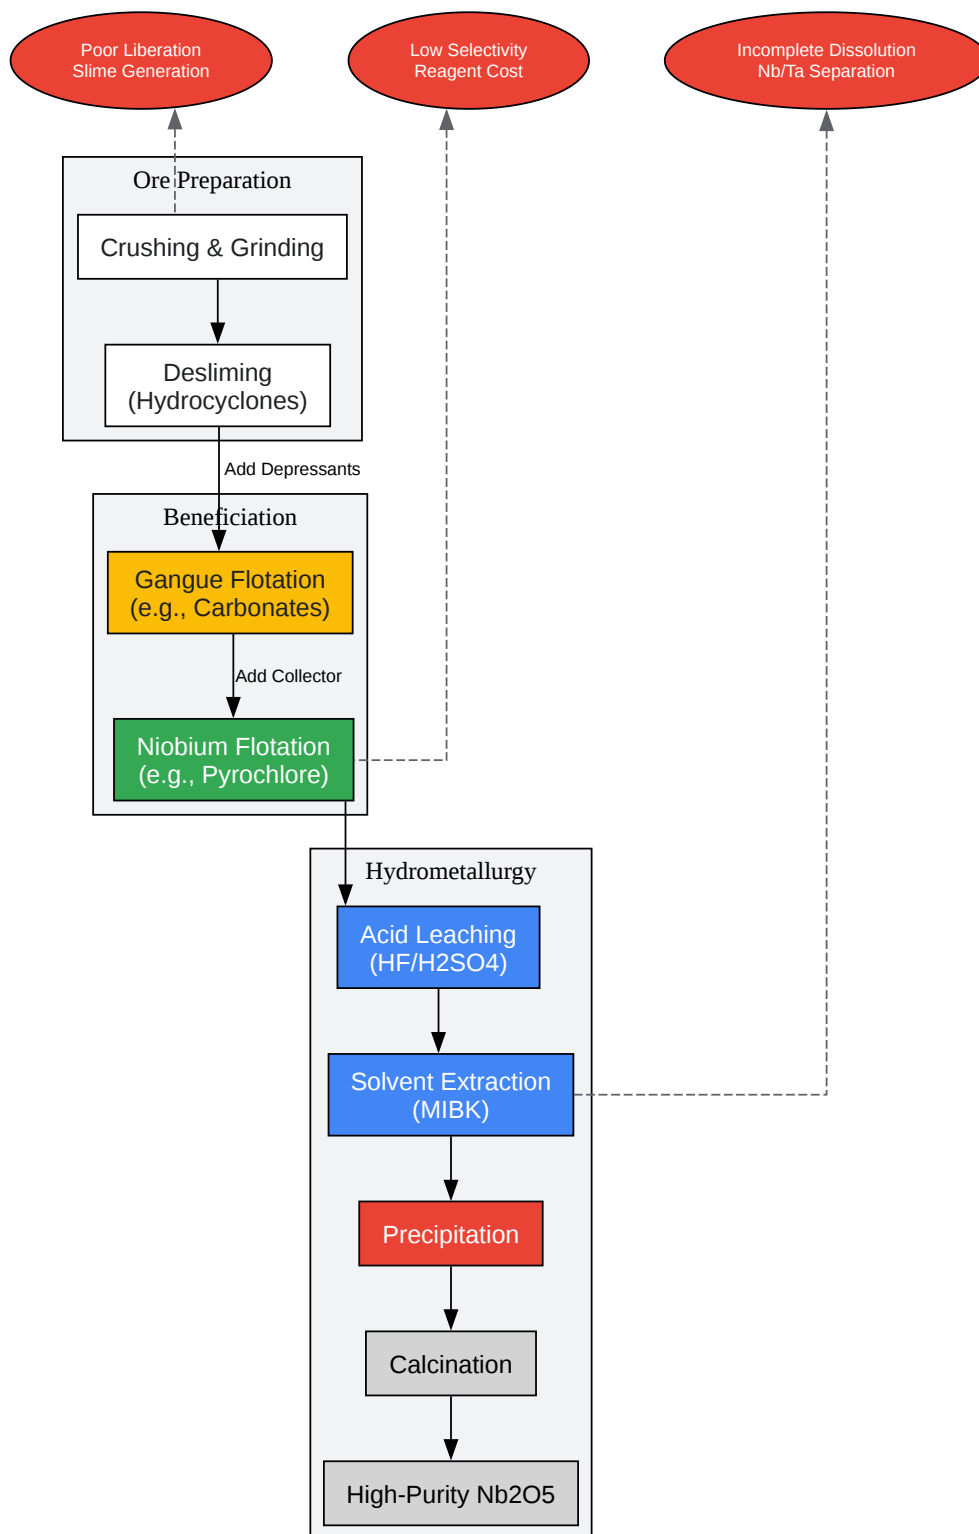 Poor Liberation
Slime Generation
Low Selectivity
Reagent Cost
Incomplete Dissolution
Nb/Ta Separation
Ore Preparation
Crushing & Grinding
Desliming
(Hydrocyclones)
Add Depressants
Beneficiation
Gangue Flotation
(e.g., Carbonates)
Add Collector
Niobium Flotation
(e.g., Pyrochlore)
Hydrometallurgy
Acid Leaching
(HF/H2SO4)
Solvent Extraction
(MIBK)
Precipitation
Calcination
High-Purity Nb2O5